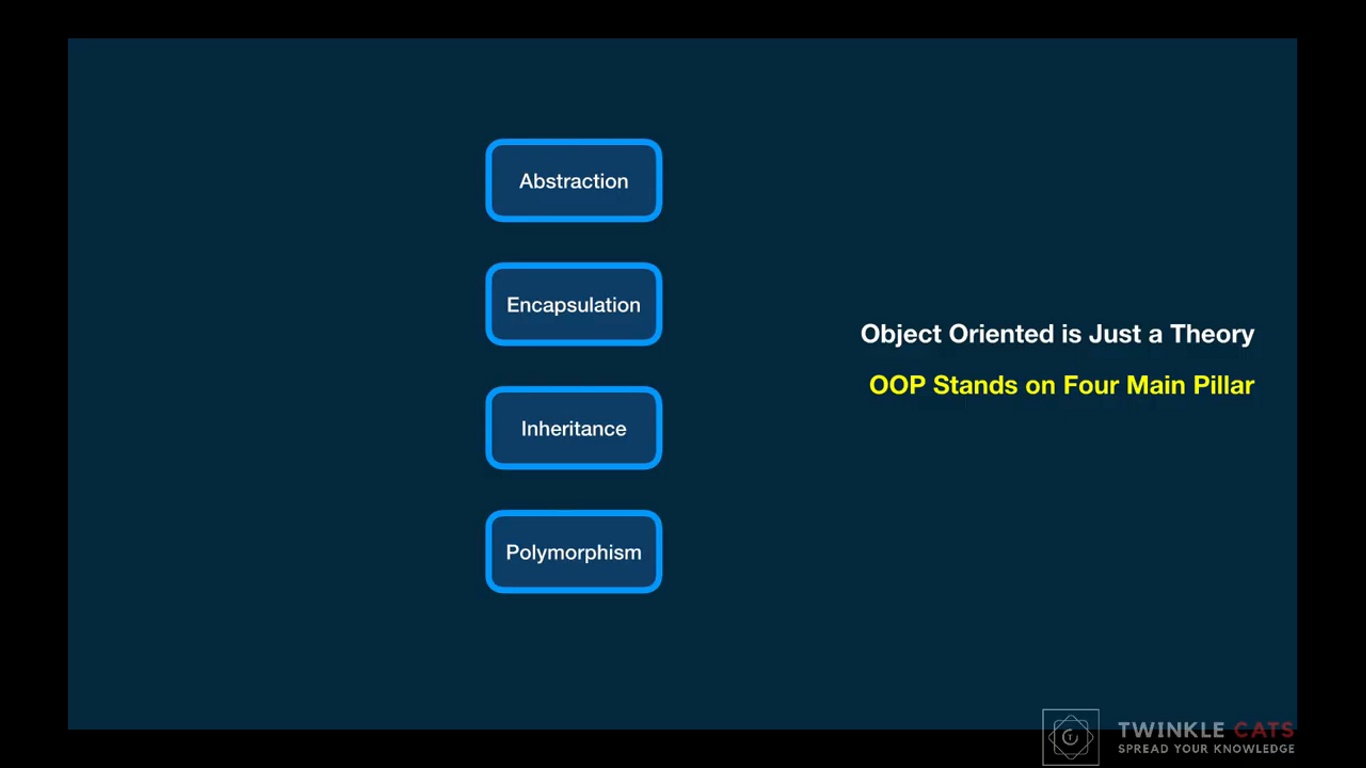 Abstraction
Encapsulation
Inheritance
Polymorphism
Object Oriented is Just a Theory
OOP Stands on Four Main Pillar
TWINKLE CATS
SPREAD YOUR KNOWLEDGE